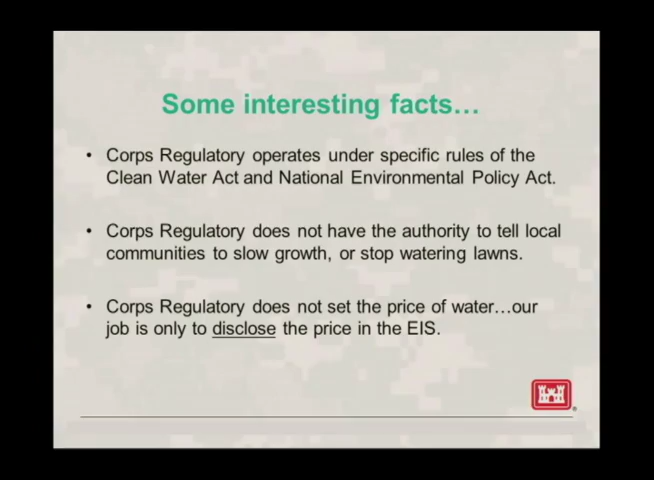 Some interesting facts…
• Corps Regulatory operates under specific rules of the
Clean Water Act and National Environmental Policy Act.
• Corps Regulatory does not have the authority to tell local
communities to slow growth, or stop watering lawns.
• Corps Regulatory does not set the price of water…our
job is only to disclose the price in the EIS.
®